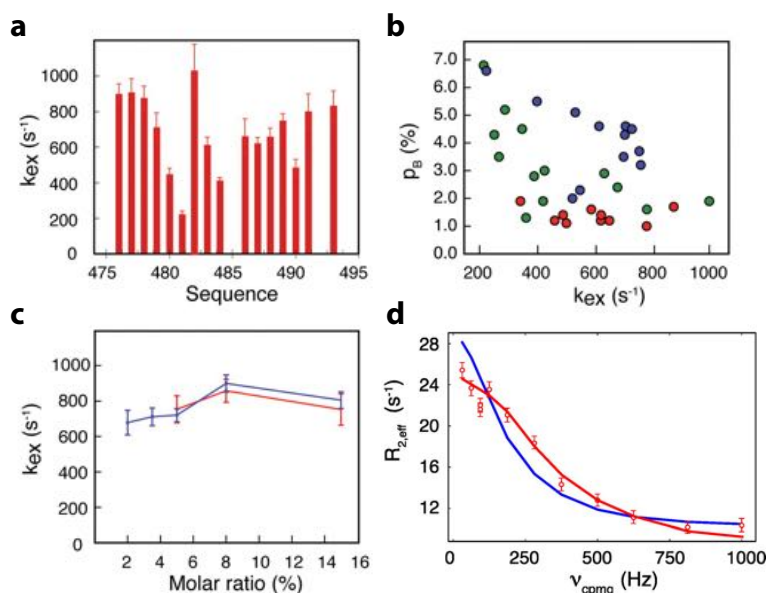 a
1000
800
600
400
200
0
kex (s-1)
475 480 485 490 495
Sequence
b
7.0
6.0
5.0
4.0
3.0
2.0
1.0
0.0
pB (%)
200 400 600 800 1000
kex (s-1)
c
1000
800
600
400
200
0
kex (s-1)
2 4 6 8 10 12 14 16
Molar ratio (%)
d
28
24
20
16
12
R2,eff (s-1)
0 250 500 750 1000
νcpmg (Hz)